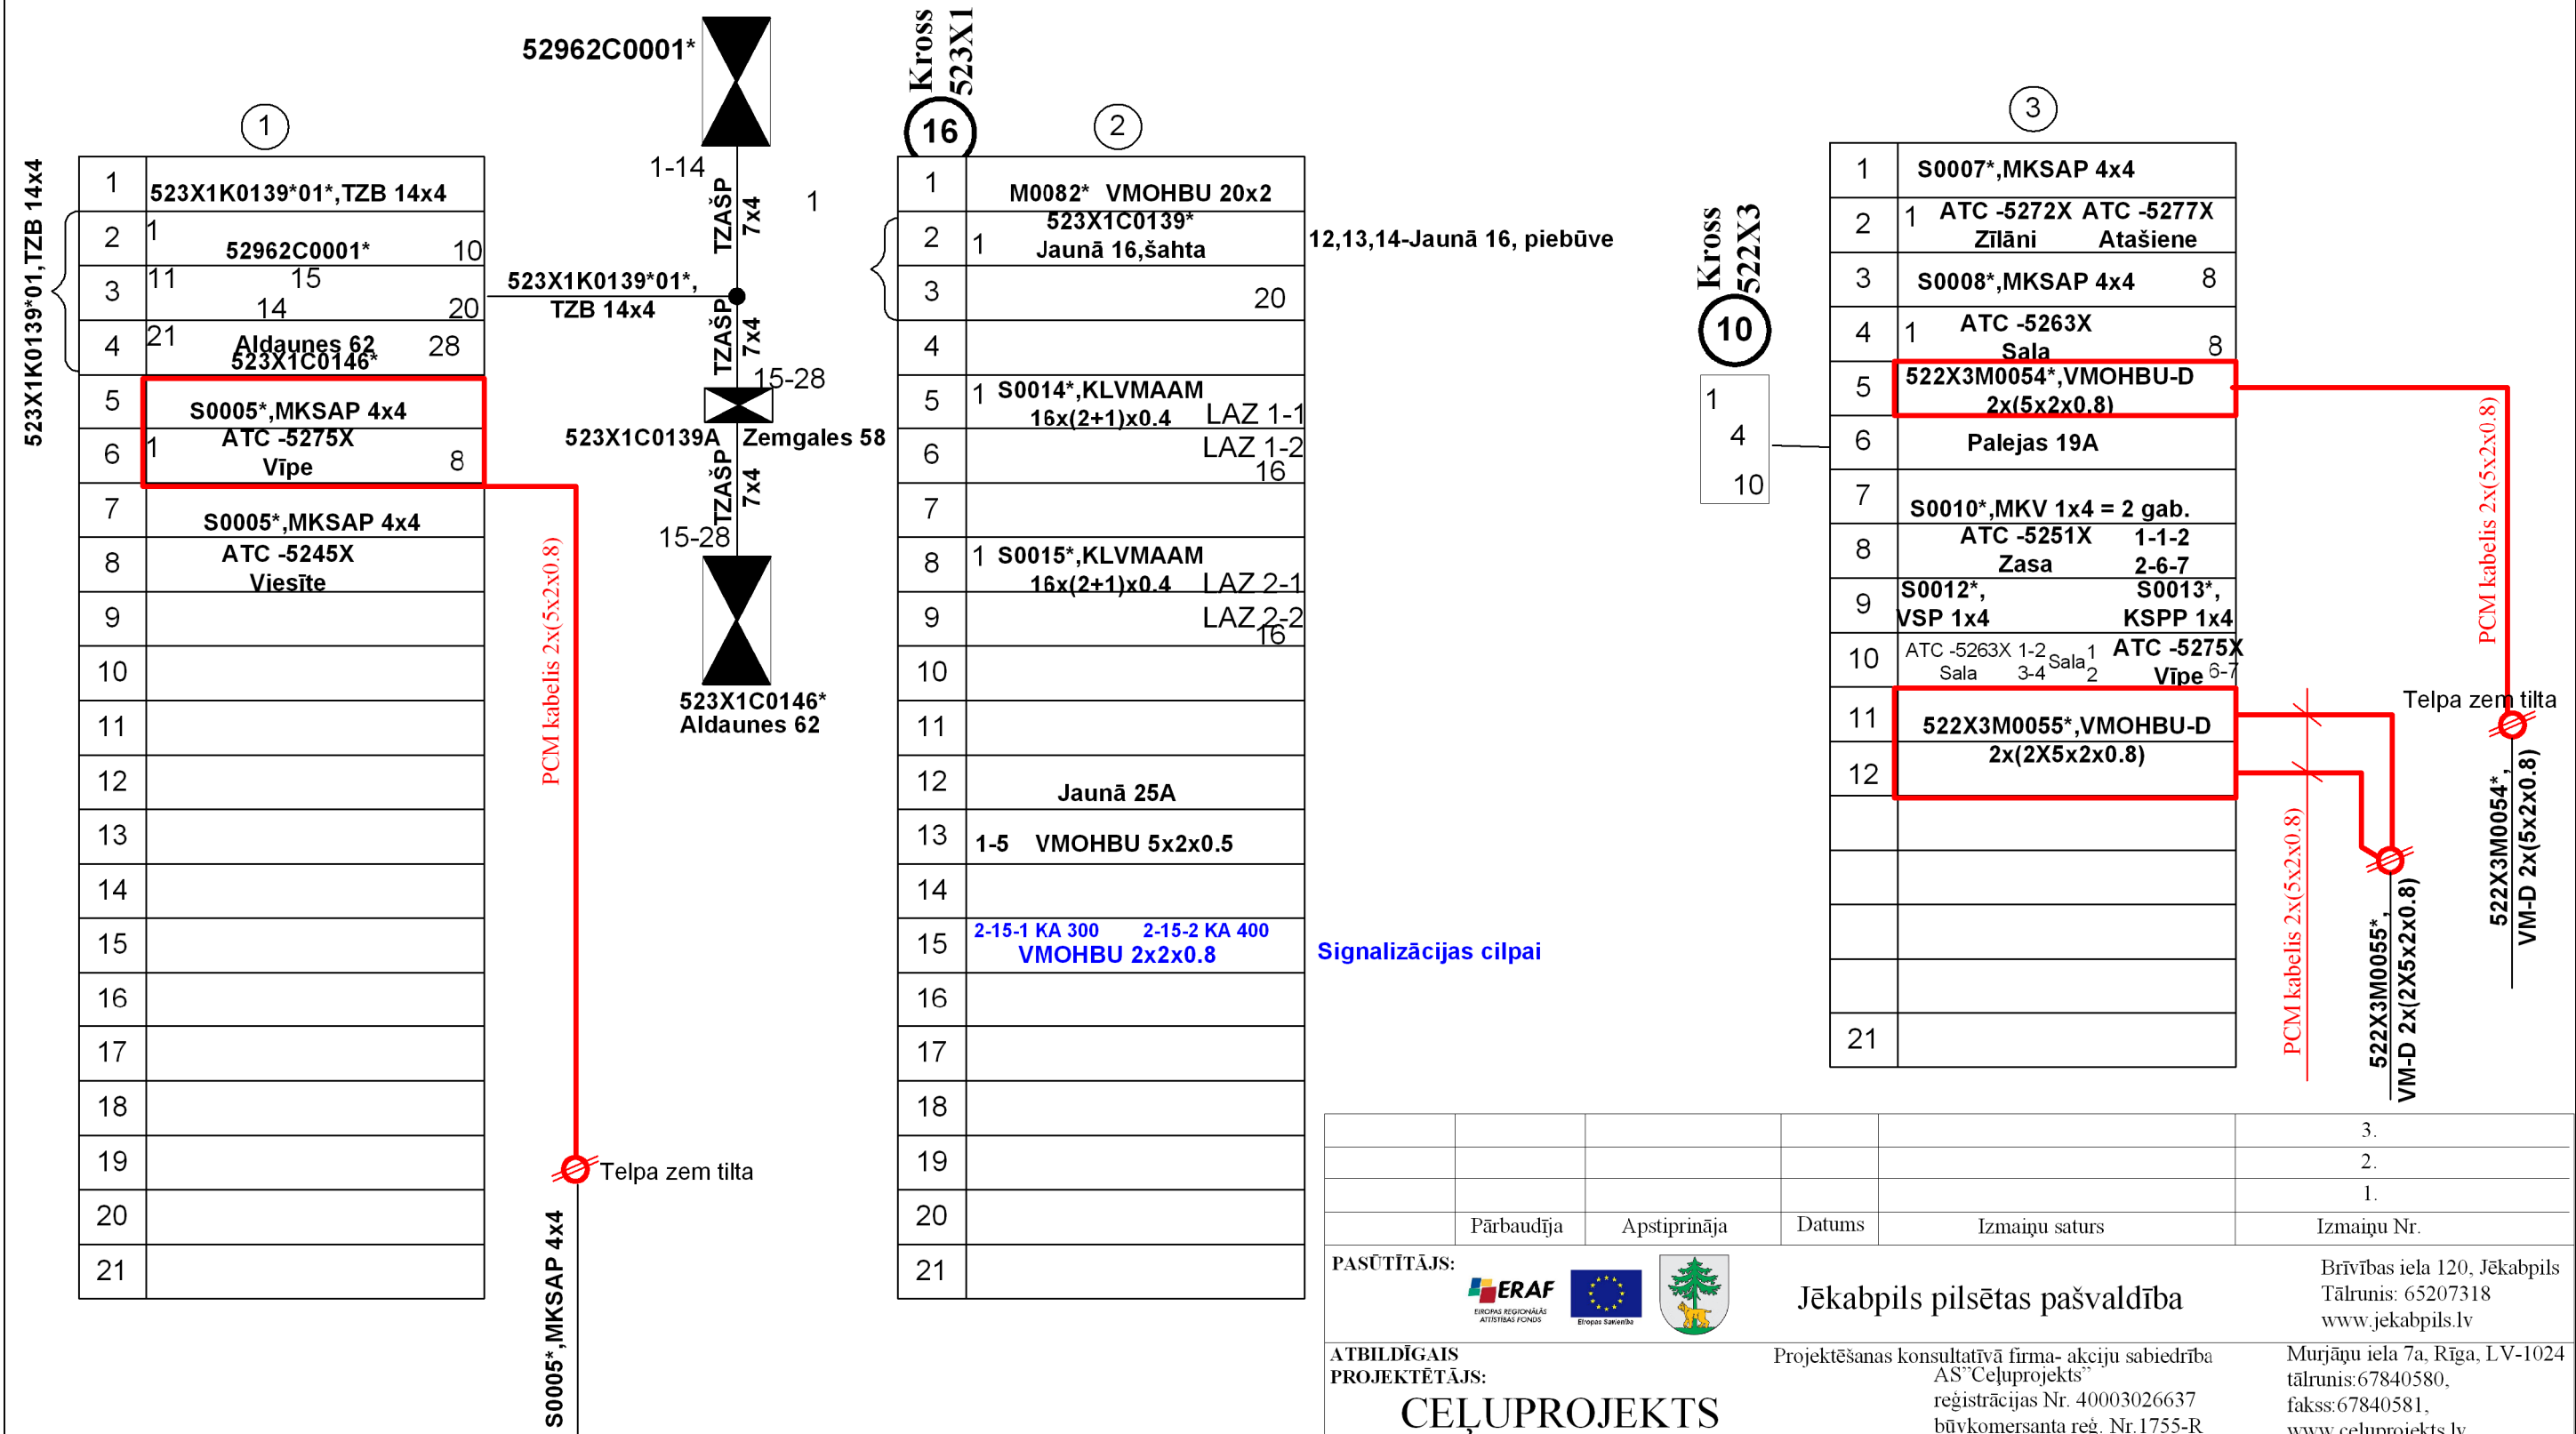 52962C0001*
Kross
523X1
16
Kross
522X3
10
1
4
10
523X1K0139*01,TZB 14x4
1
1
523X1K0139*01*,TZB 14x4
2
1
52962C0001*
10
3
11
15
14
20
4
21
Aldaunes 62
28
523X1C0146*
5
S0005*,MKSAP 4x4
6
1
ATC -5275X
Vīpe
8
7
S0005*,MKSAP 4x4
8
ATC -5245X
Viesīte
9
10
11
12
13
14
15
16
17
18
19
20
21
PCM kabelis 2x(5x2x0.8)
Telpa zem tilta
S0005*,MKSAP 4x4
1-14
TZAŠP
7x4
1
523X1K0139*01*,
TZB 14x4
TZAŠP
7x4
15-28
523X1C0139A
Zemgales 58
TZAŠP
7x4
15-28
523X1C0146*
Aldaunes 62
2
1
M0082* VMOHBU 20x2
2
523X1C0139*
1
Jaunā 16,šahta
12,13,14-Jaunā 16, piebūve
3
20
4
5
1
S0014*,KLVMAAM
16x(2+1)x0.4
LAZ 1-1
6
LAZ 1-2
16
7
8
1
S0015*,KLVMAAM
16x(2+1)x0.4
LAZ 2-1
9
LAZ 2-2
16
10
11
12
Jaunā 25A
13
1-5 VMOHBU 5x2x0.5
14
15
2-15-1 KA 300 2-15-2 KA 400
VMOHBU 2x2x0.8
Signalizācijas cilpai
16
17
18
19
20
21
3
1
S0007*,MKSAP 4x4
2
1
ATC -5272X ATC -5277X
Zīlāni Atašiene
3
S0008*,MKSAP 4x4
8
4
1
ATC -5263X
Sala
8
5
522X3M0054*,VMOHBU-D
2x(5x2x0.8)
6
Palejas 19A
7
S0010*,MKV 1x4 = 2 gab.
8
ATC -5251X 1-1-2
Zasa 2-6-7
9
S0012*, S0013*,
VSP 1x4 KSPP 1x4
10
ATC -5263X 1-2 Sala 1 ATC -5275X
Sala 3-4 2 Vīpe 6-7
11
522X3M0055*,VMOHBU-D
12
2x(2X5x2x0.8)
21
PCM kabelis 2x(5x2x0.8)
Telpa zem tilta
522X3M0054*,
VM-D 2x(5x2x0.8)
PCM kabelis 2x(5x2x0.8)
522X3M0055*,
VM-D 2x(2X5x2x0.8)
3.
2.
1.
Pārbaudīja Apstiprināja Datums Izmaiņu saturs Izmaiņu Nr.
PASŪTĪTĀJS:
ERAF
EIROPAS REGIONĀLĀS
ATTĪSTĪBAS FONDS
Eiropas Savienība
Jēkabpils pilsētas pašvaldība
Brīvības iela 120, Jēkabpils
Tālrunis: 65207318
www.jekabpils.lv
ATBILDĪGAIS
PROJEKTĒTĀJS:
CEĻUPROJEKTS
Projektēšanas konsultatīvā firma- akciju sabiedrība
AS"Ceļuprojekts"
reģistrācijas Nr. 40003026637
būvkomersanta reģ. Nr.1755-R
Murjāņu iela 7a, Rīga, LV-1024
tālrunis:67840580,
fakss:67840581,
www.celuprojekts.lv